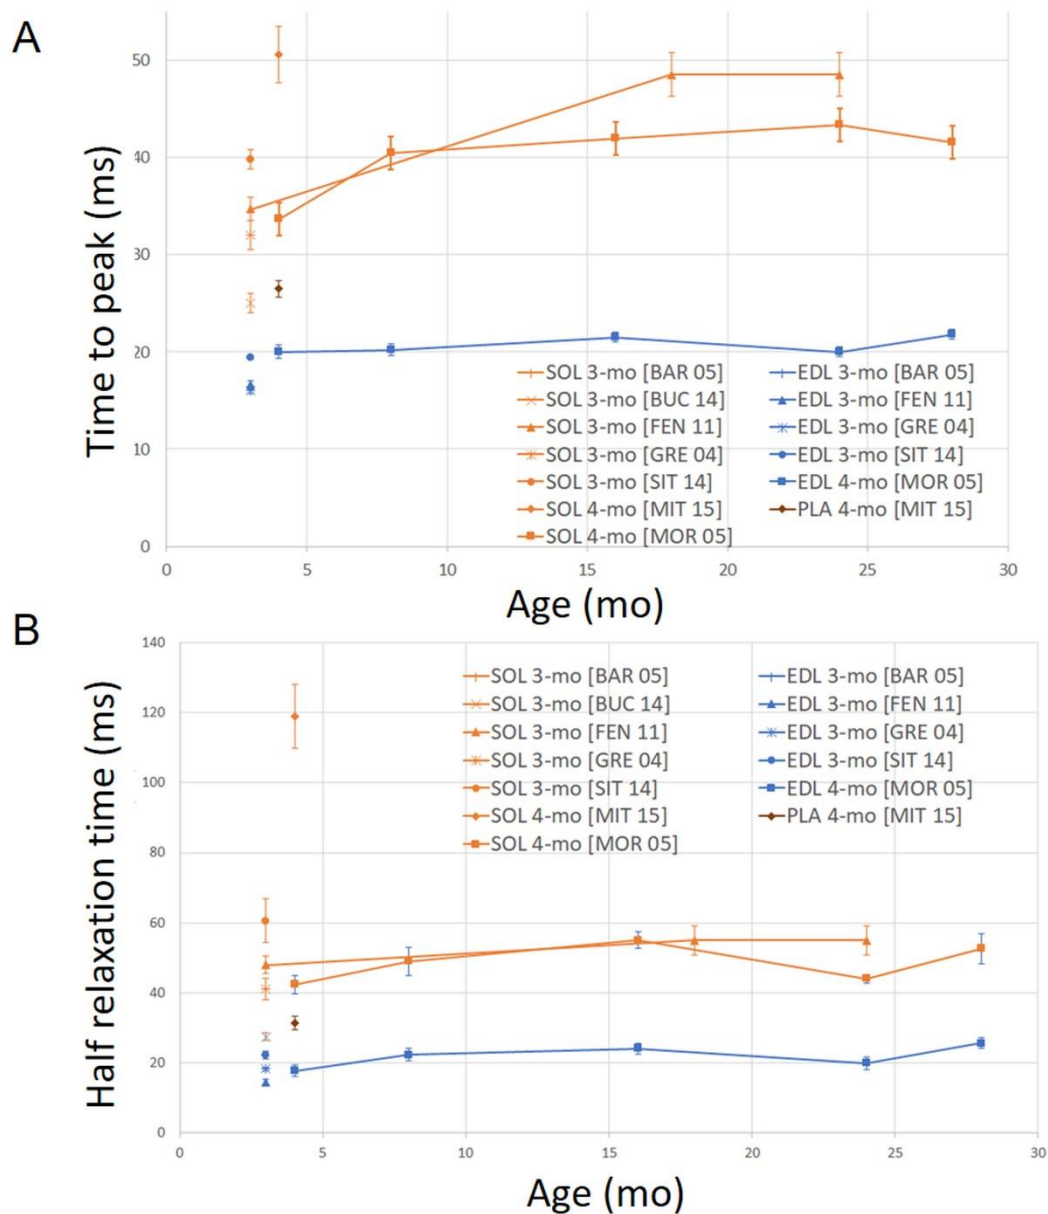 A
Time to peak (ms)
50
40
30
20
10
0
SOL 3-mo [BAR 05] EDL 3-mo [BAR 05]
SOL 3-mo [BUC 14] EDL 3-mo [FEN 11]
SOL 3-mo [FEN 11] EDL 3-mo [GRE 04]
SOL 3-mo [GRE 04] EDL 3-mo [SIT 14]
SOL 3-mo [SIT 14] EDL 4-mo [MOR 05]
SOL 4-mo [MIT 15] PLA 4-mo [MIT 15]
SOL 4-mo [MOR 05]
0 5 10 15 20 25 30
Age (mo)
B
Half relaxation time (ms)
140
120
100
80
60
40
20
0
SOL 3-mo [BAR 05] EDL 3-mo [BAR 05]
SOL 3-mo [BUC 14] EDL 3-mo [FEN 11]
SOL 3-mo [FEN 11] EDL 3-mo [GRE 04]
SOL 3-mo [GRE 04] EDL 3-mo [SIT 14]
SOL 3-mo [SIT 14] EDL 4-mo [MOR 05]
SOL 4-mo [MIT 15] PLA 4-mo [MIT 15]
SOL 4-mo [MOR 05]
0 5 10 15 20 25 30
Age (mo)